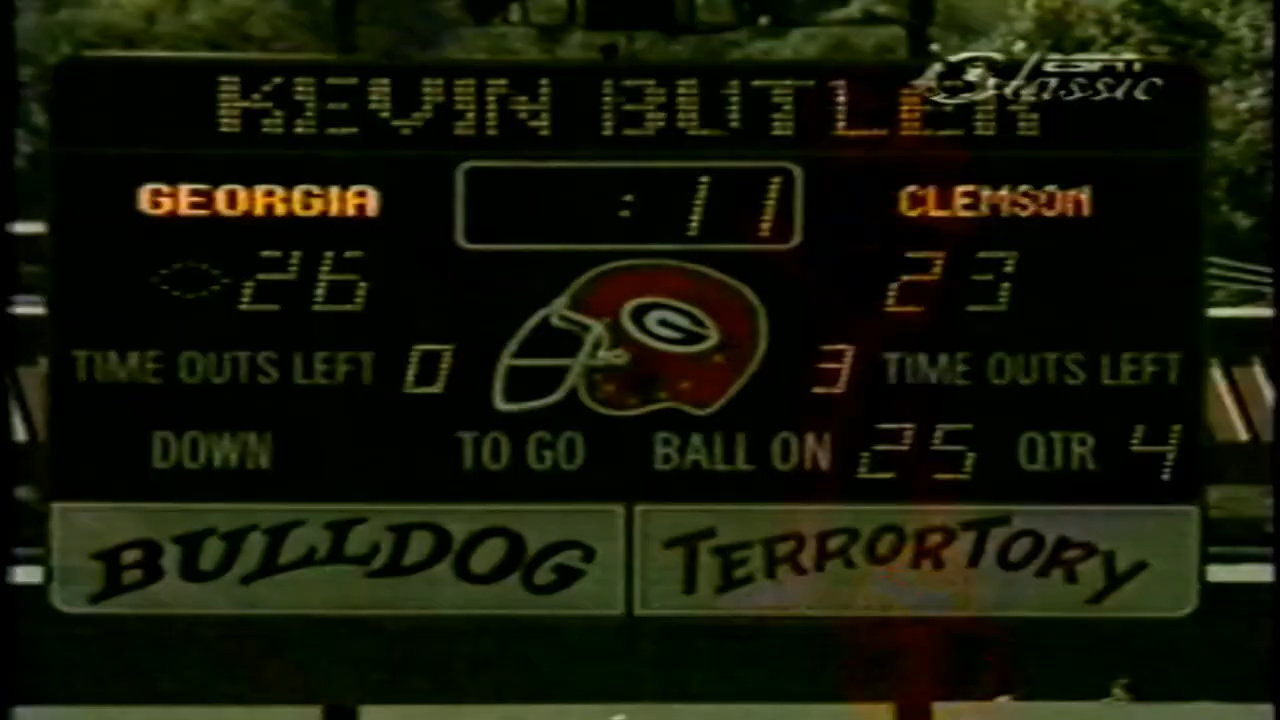 ESPN Classic
KEVIN BUTLER
GEORGIA :11 CLEMSON
26 23
G
TIME OUTS LEFT 0 3 TIME OUTS LEFT
DOWN TO GO BALL ON 25 QTR 4
BULLDOG TERRORTORY